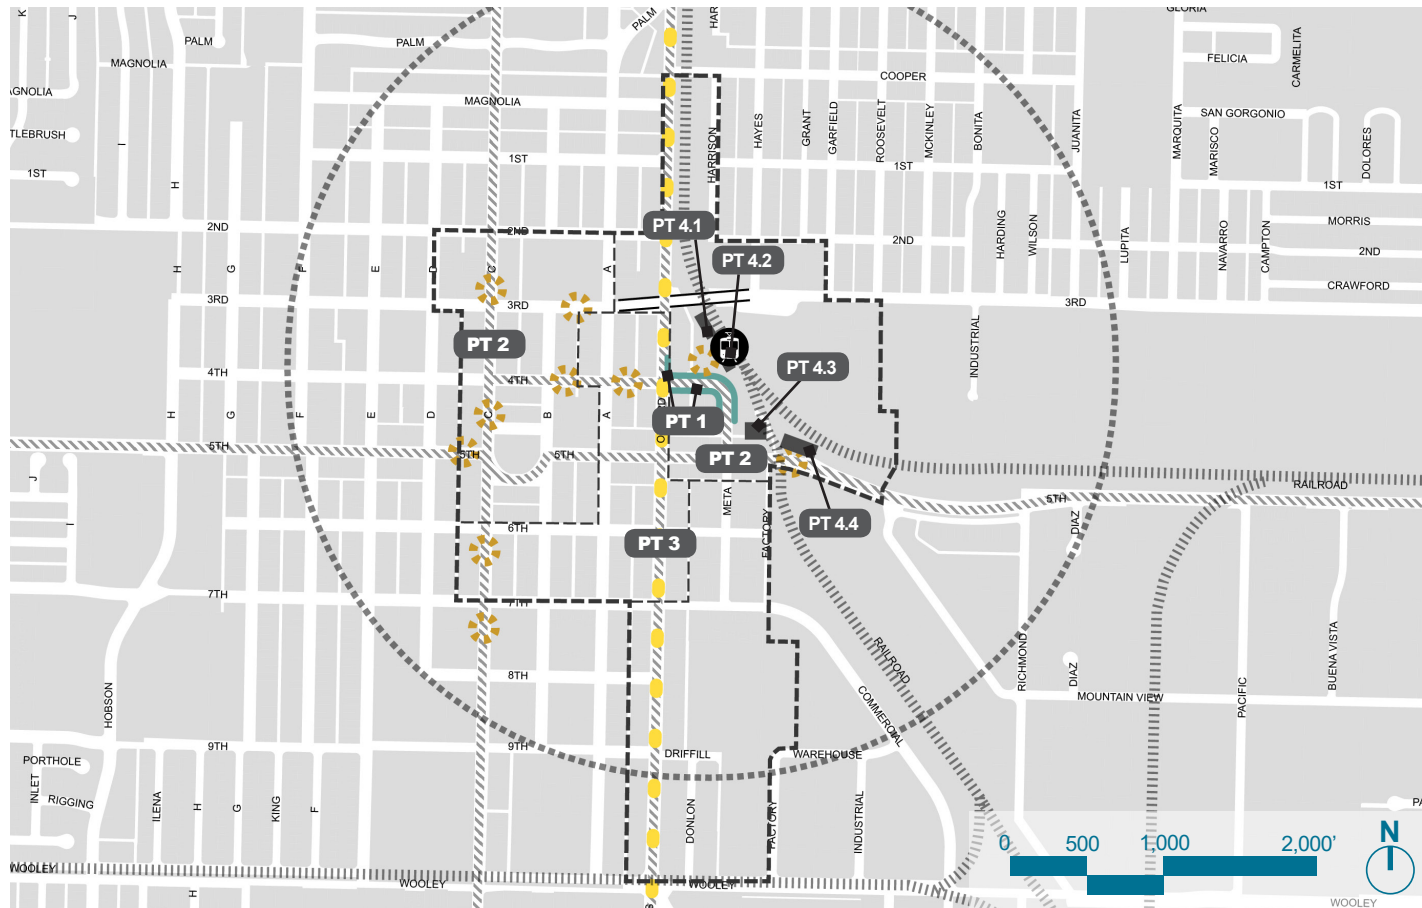 K
J
PALM
PALM
PALM
HAR
GLORIA
MAGNOLIA
FELICIA
CARMELITA
COOPER
AGNOLIA
MAGNOLIA
SAN GORGONIO
TLEBRUSH
I
HARRISON
HAYES
GRANT
GARFIELD
ROOSEVELT
MCKINLEY
BONITA
JUANITA
MARQUITA
MARISCO
DOLORES
1ST
1ST
1ST
1ST
H
2ND
2ND
2ND
2ND
MORRIS
PT 4.1
PT 4.2
HARDING
WILSON
LUPITA
NAVARRO
CAMPTON
H
G
F
E
D
C
A
CRAWFORD
3RD
3RD
3RD
PT 2
INDUSTRIAL
4TH
4TH
PT 4.3
H
G
F
E
D
C
B
A
O
D
PT 1
5TH
5TH
5TH
PT 2
J
RAILROAD
5TH
META
FACTORY
PT 4.4
I
6TH
DIAZ
PT 3
7TH
7TH
RAILROAD
RICHMOND
DIAZ
BUENA VISTA
8TH
HOBSON
COMMERCIAL
MOUNTAIN VIEW
PACIFIC
9TH
9TH
DRIFFILL
WAREHOUSE
PORTHOLE
INLET
RIGGING
ILENA
H
G
KING
F
DONLON
FACTORY
INDUSTRIAL
PA
0 500 1,000 2,000'
N
WOOLEY
WOOLEY
WOOLEY
H
WOOLEY